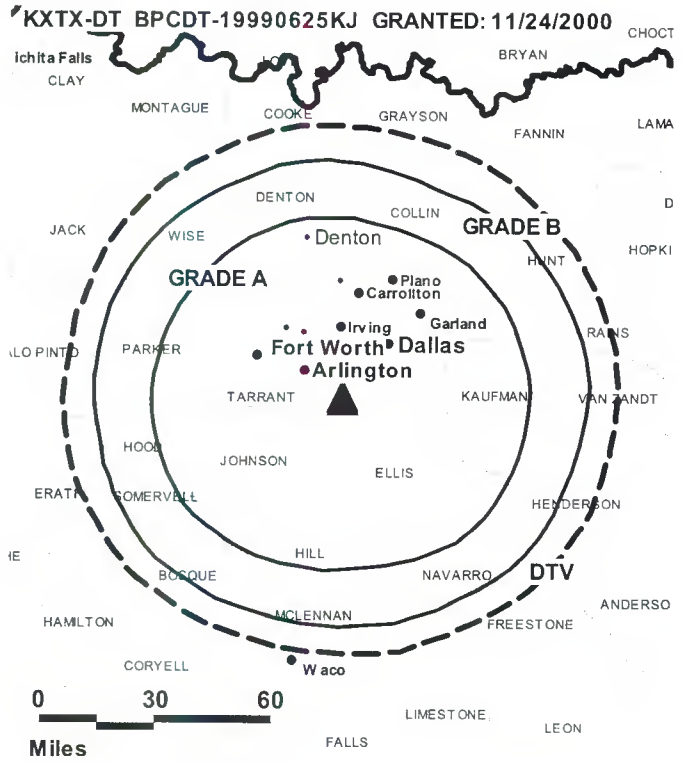 KXTX-DT BPCDT-19990625KJ GRANTED: 11/24/2000
CHOCT
ichita Falls
BRYAN
CLAY
MONTAGUE
COOKE
GRAYSON
LAMA
FANNIN
DENTON
COLLIN
D
JACK
WISE
GRADE B
Denton
HOPKI
HUNT
GRADE A
Plano
Carrollton
Garland
Irving
RAINS
ALO PINTO
PARKER
Fort Worth
Dallas
Arlington
TARRANT
KAUFMAN
VAN ZANDT
HOOD
JOHNSON
ELLIS
ERATH
SOMERVELL
HENDERSON
HE
HILL
BOSQUE
NAVARRO
DTV
ANDERSO
MCLENNAN
HAMILTON
FREESTONE
CORYELL
Waco
0 30 60
LIMESTONE
LEON
Miles
FALLS